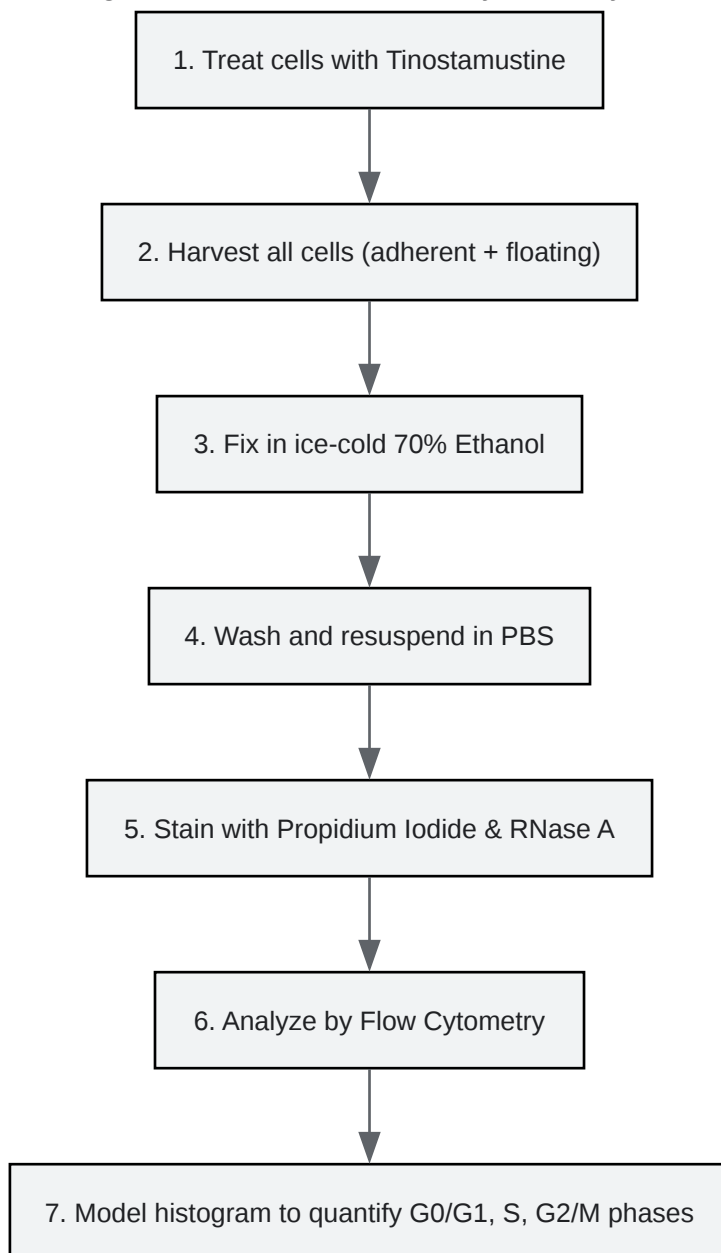 1. Treat cells with Tinostamustine
2. Harvest all cells (adherent + floating)
3. Fix in ice-cold 70% Ethanol
4. Wash and resuspend in PBS
5. Stain with Propidium Iodide & RNase A
6. Analyze by Flow Cytometry
7. Model histogram to quantify G0/G1, S, G2/M phases